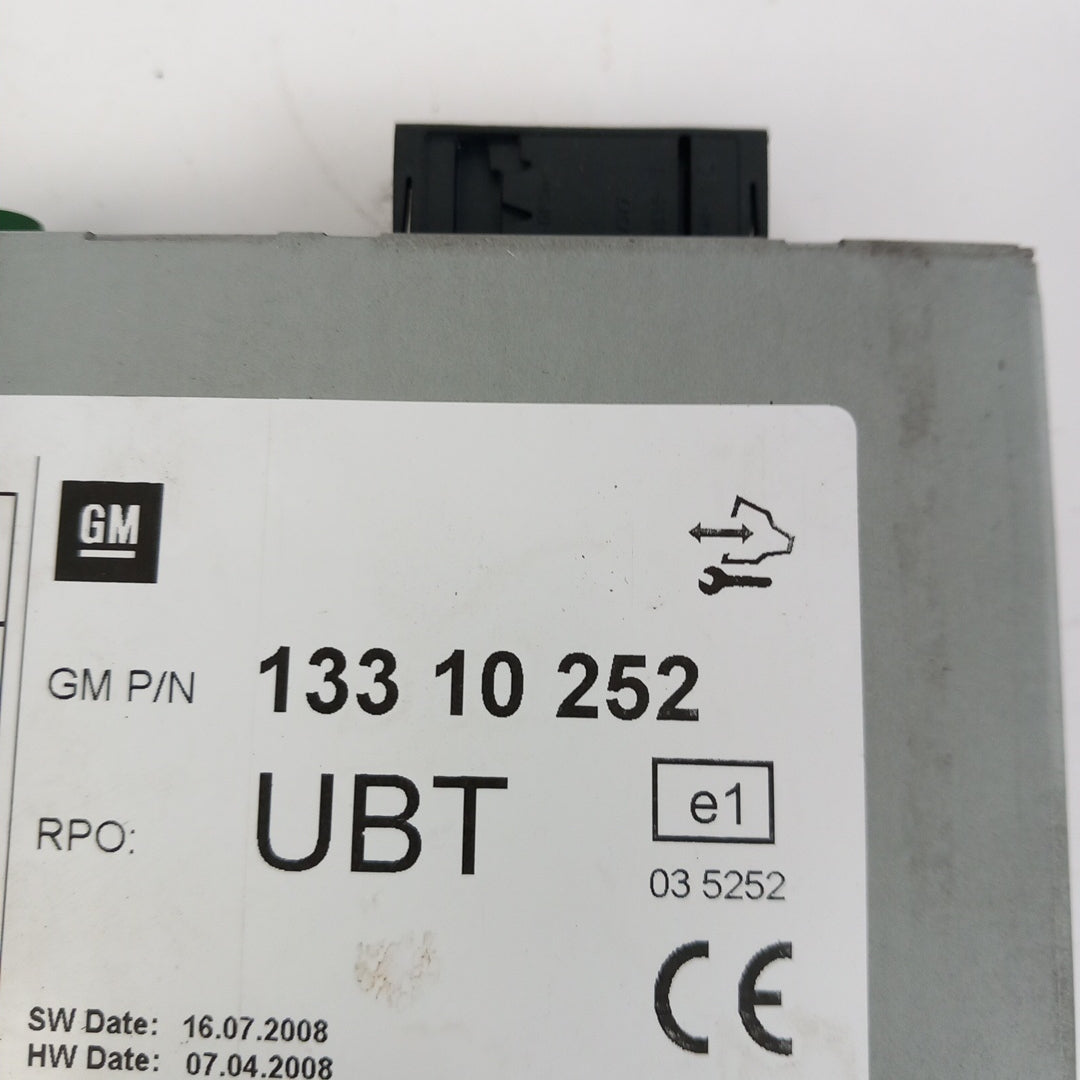 GM
GM P/N 133 10 252
RPO: UBT
e1
03 5252
CE
SW Date: 16.07.2008
HW Date: 07.04.2008